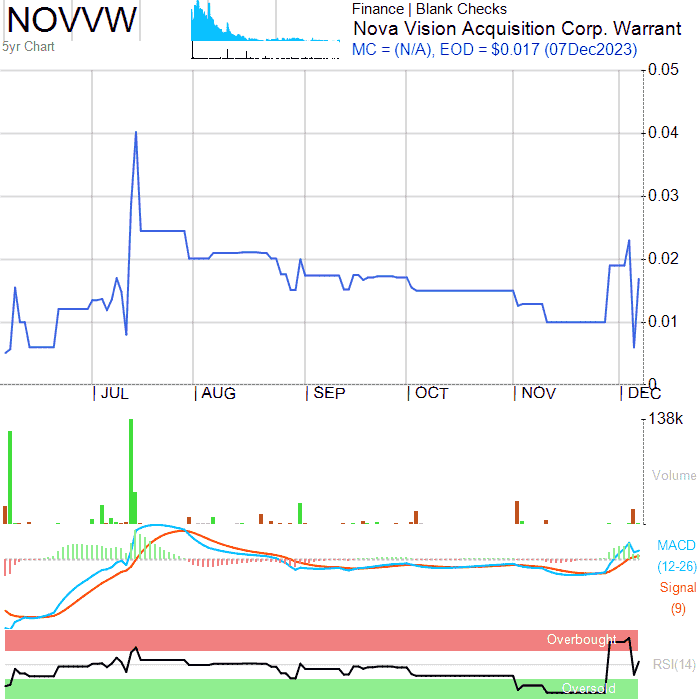 NOVVW
5yr Chart
Finance | Blank Checks
Nova Vision Acquisition Corp. Warrant
MC = (N/A), EOD = $0.017 (07Dec2023)
0.05
0.04
0.03
0.02
0.01
0
JUL AUG SEP OCT NOV DEC
138k
Volume
MACD
(12-26)
Signal
(9)
Overbought
RSI(14)
Oversold